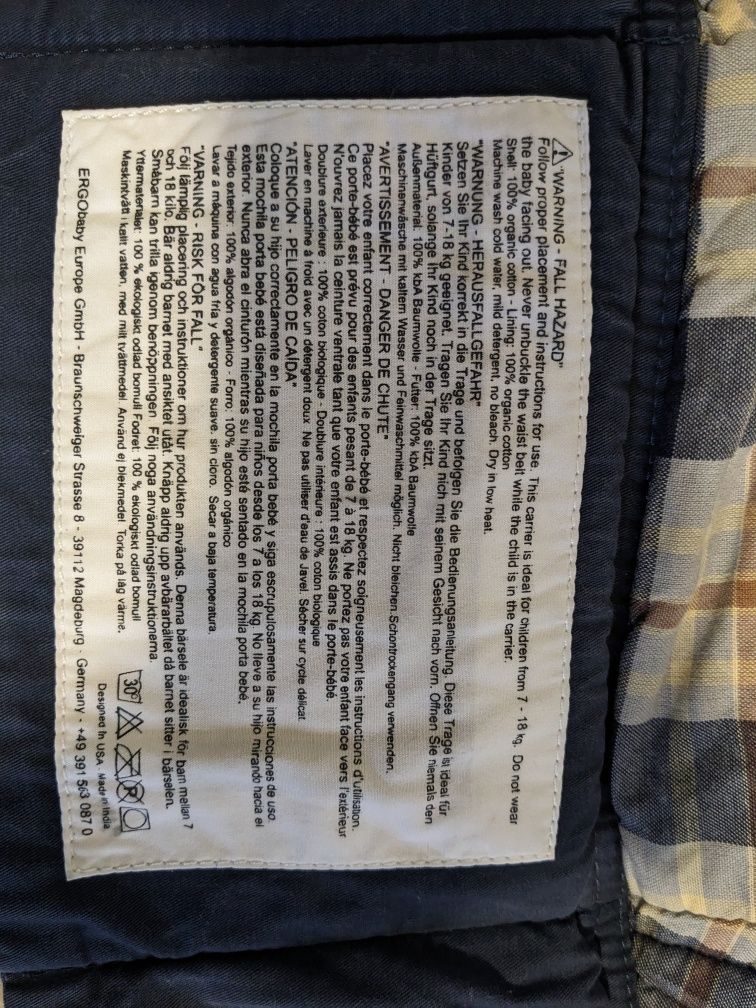 "WARNING - FALL HAZARD"
Follow proper placement and instructions for use. This carrier is ideal for children from 7 - 18 kg. Do not wear
the baby facing out. Never unbuckle the waist belt while the child is in the carrier.
Shell: 100% organic cotton - Lining: 100% organic cotton
Machine wash cold water, mild detergent, no bleach. Dry in low heat.
"WARNUNG - HERAUSFALLGEFAHR"
Setzen Sie Ihr Kind korrekt in die Trage und befolgen Sie die Bedienungsanleitung. Diese Trage ist ideal für
Kinder von 7-18 kg geeignet. Tragen Sie Ihr Kind nich mit seinem Gesicht nach vorn. Öffnen Sie niemals den
Hüftgurt, solange Ihr Kind noch in der Trage sitzt.
Außenmaterial: 100% kbA Baumwolle - Futter: 100% kbA Baumwolle
Maschinenwäsche mit kaltem Wasser und Feinwaschmittel möglich. Nicht bleichen.Schontrockengang verwenden.
"AVERTISSEMENT - DANGER DE CHUTE"
Placez votre enfant correctement dans le porte-bébé et respectez soigneusement les instructions d'utilisation.
Ce porte-bébé est prévu pour des enfants pesant de 7 à 18 kg. Ne portez pas votre enfant face vers l'extérieur
N'ouvrez jamais la ceinture ventrale tant que votre enfant est assis dans le porte-bébé.
Doublure extérieure : 100% coton biologique - Doublure intérieure : 100% coton biologique
Laver en machine à froid avec un détergent doux. Ne pas utiliser d'eau de Javel. Sécher sur cycle délicat
"ATENCIÓN - PELIGRO DE CAÍDA"
Coloque a su hijo correctamente en la mochila porta bebé y siga escrupulosamente las instrucciones de uso.
Esta mochila porta bebé está diseñada para niños desde los 7 a los 18 kg. No lleve a su hijo mirando hacia el
exterior. Nunca abra el cinturón mientras su hijo esté sentado en la mochila porta bebé.
Tejido exterior: 100% algodón orgánico - Forro: 100% algodón orgánico
Lavar a máquina con agua fría y detergente suave, sin cloro. Secar a baja temperatura.
"VARNING - RISK FÖR FALL"
Följ lämplig placering och instruktioner om hur produkten används. Denna bärsele är idealisk för barn mellan 7
och 18 kilo. Bär aldrig barnet med ansiktet utåt. Knäpp aldrig upp avbärarbältet då barnet sitter i bärselen.
Småbarn kan trilla igenom benöppningen. Följ noga användningsinstruktionerna.
Yttermaterialer: 100 % ekologiskt odlad bomull Fodret: 100 % ekologiskt odlad bomull
Maskintvätt i kallt vatten, med milt tvättmedel. Använd ej blekmedel. Torka på låg värme.
30°
P
Designed in USA. Made in India
ERGObaby Europe GmbH - Braunschweiger Strasse 8 - 39112 Magdeburg - Germany - +49 391 563 087 0